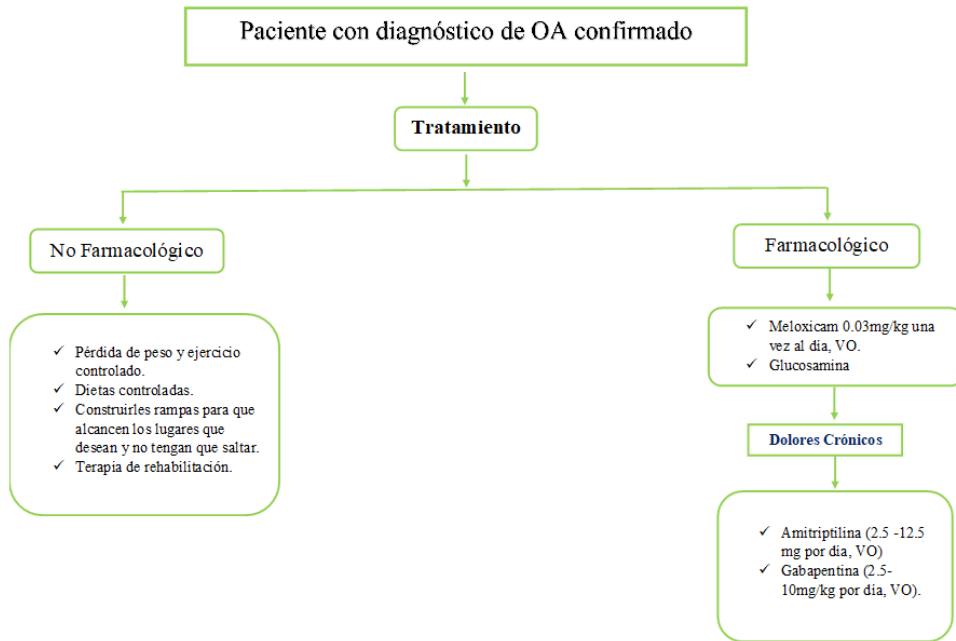 Paciente con diagnóstico de OA confirmado
Tratamiento
No Farmacológico
✓ Pérdida de peso y ejercicio
controlado.
✓ Dietas controladas.
✓ Construirles rampas para que
alcancen los lugares que
desean y no tengan que saltar.
✓ Terapia de rehabilitación.
Farmacológico
✓ Meloxicam 0.03mg/kg una
vez al día, VO.
✓ Glucosamina
Dolores Crónicos
✓ Amitriptilina (2.5 -12.5
mg por día, VO)
✓ Gabapentina (2.5-
10mg/kg por día, VO).